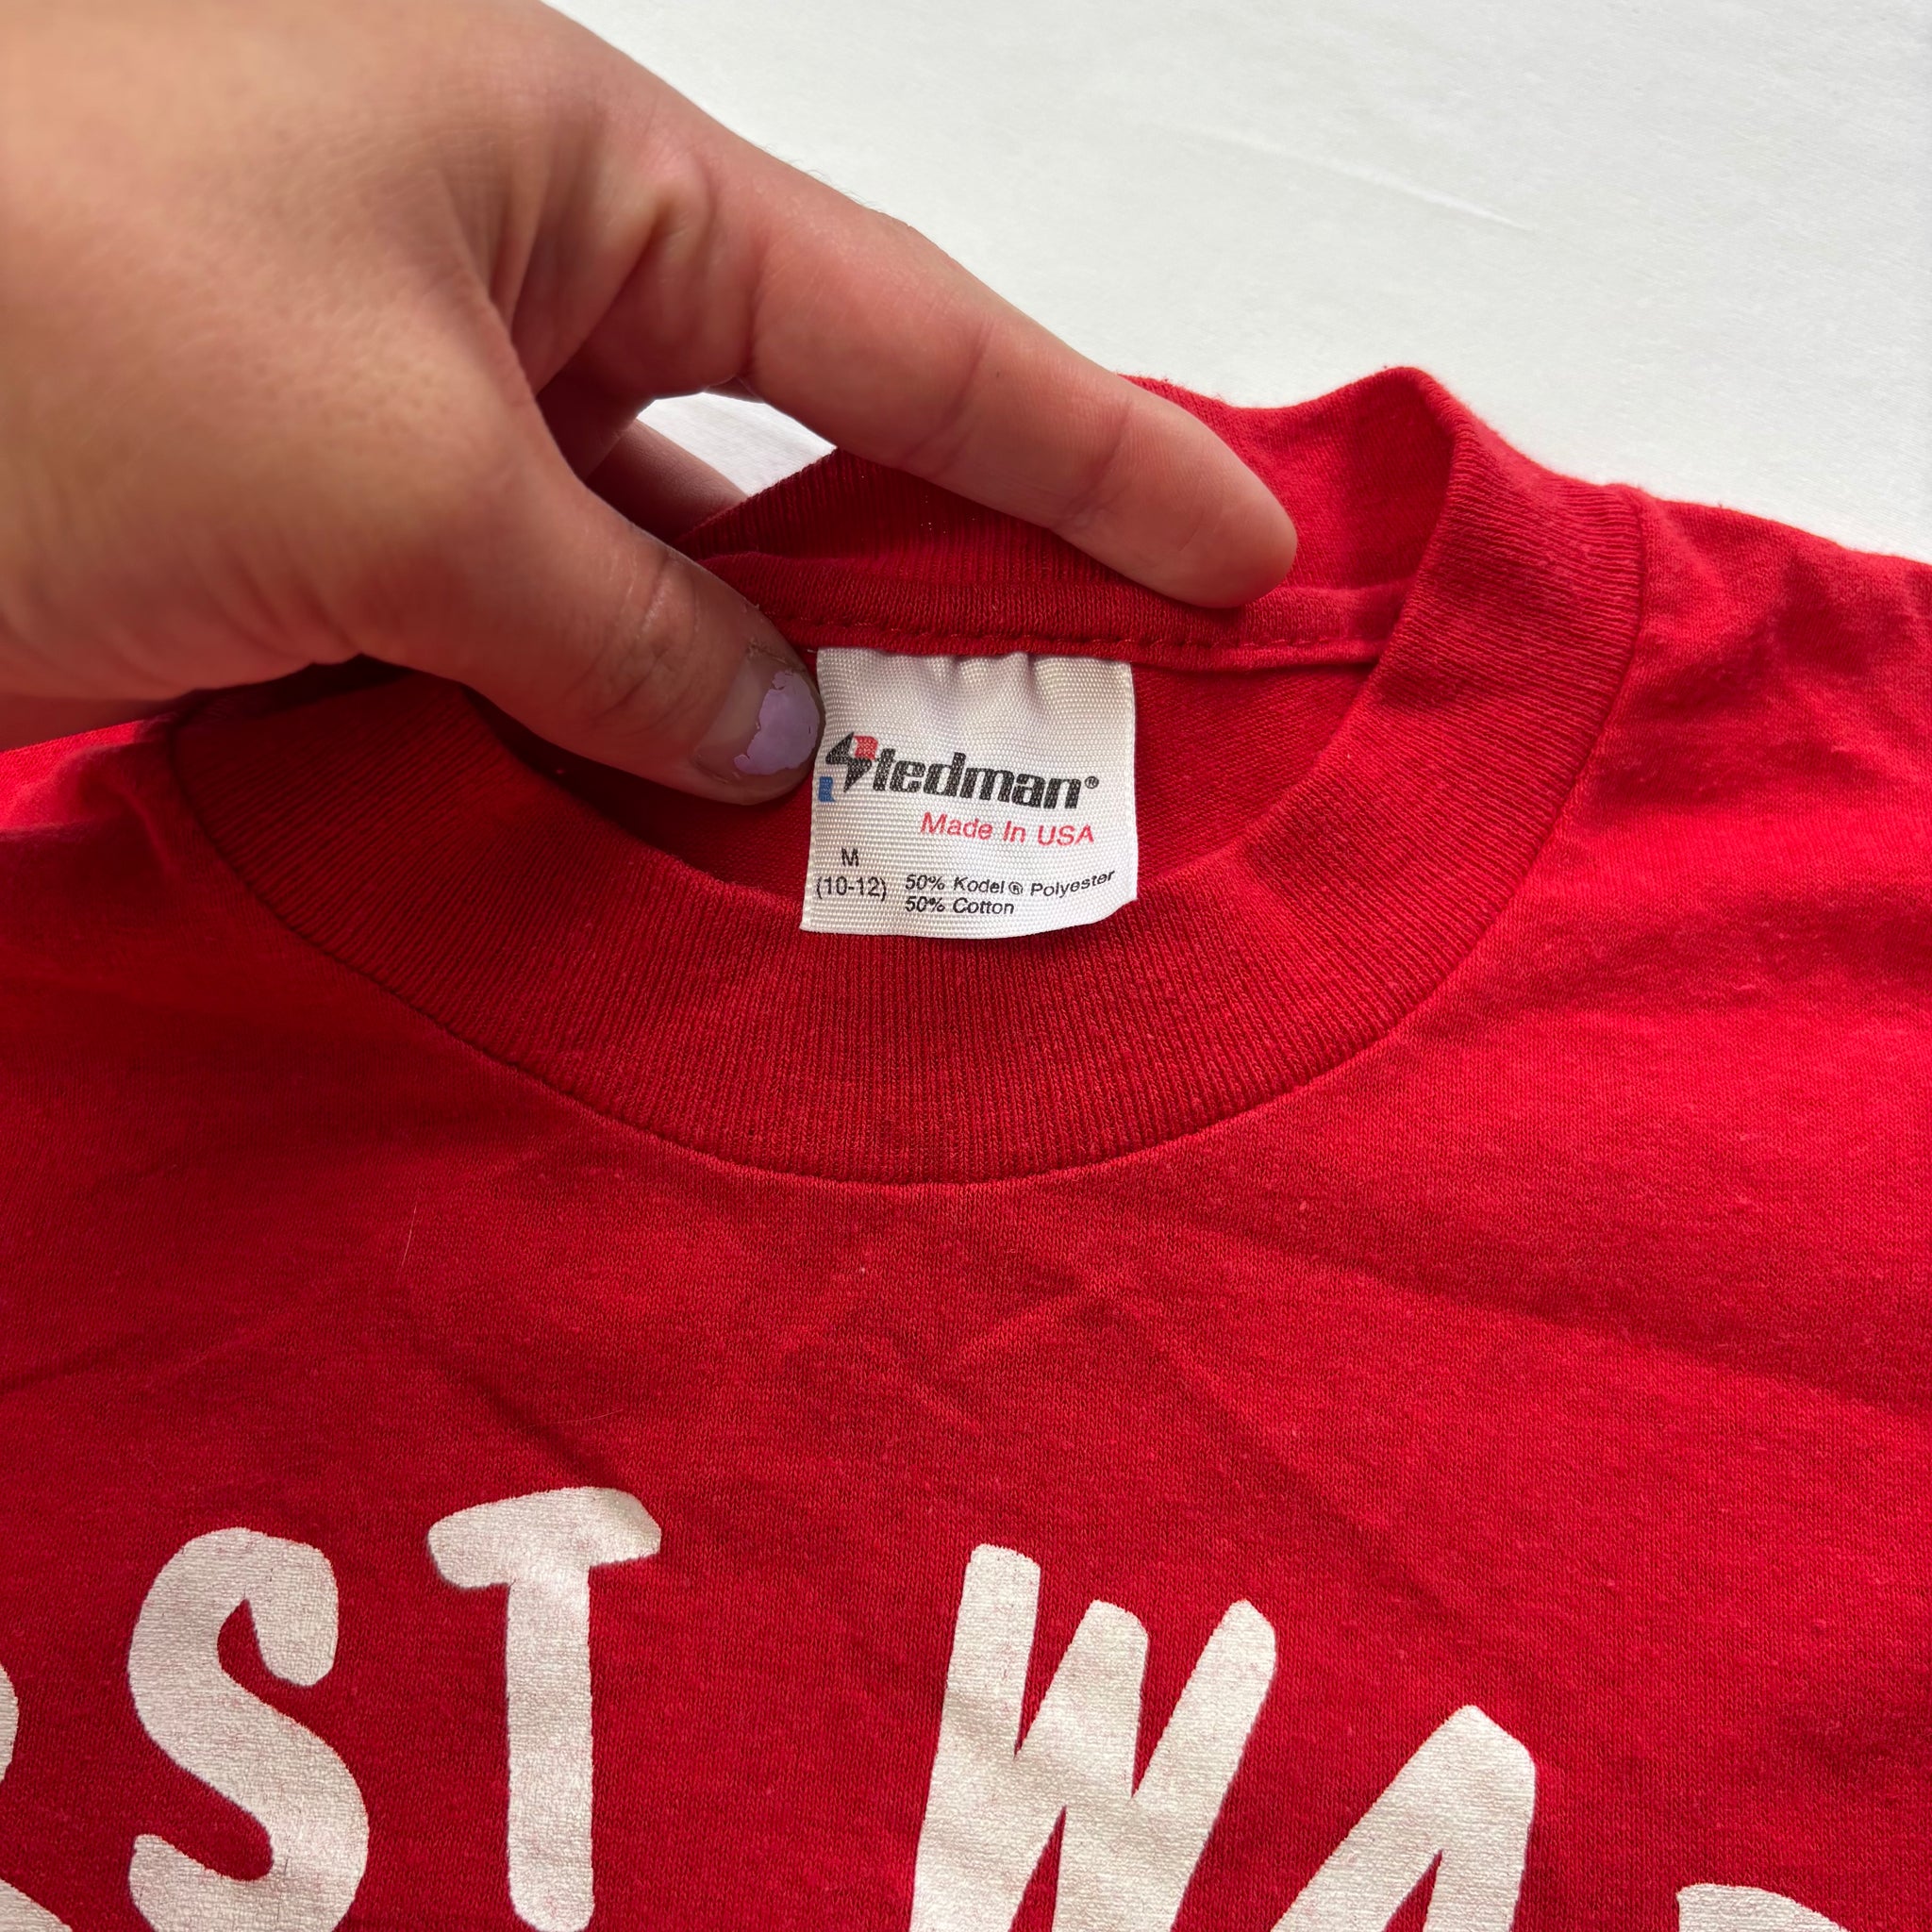 Stedman®
Made In USA
M
(10-12) 50% Kodel® Polyester
50% Cotton
ST WA